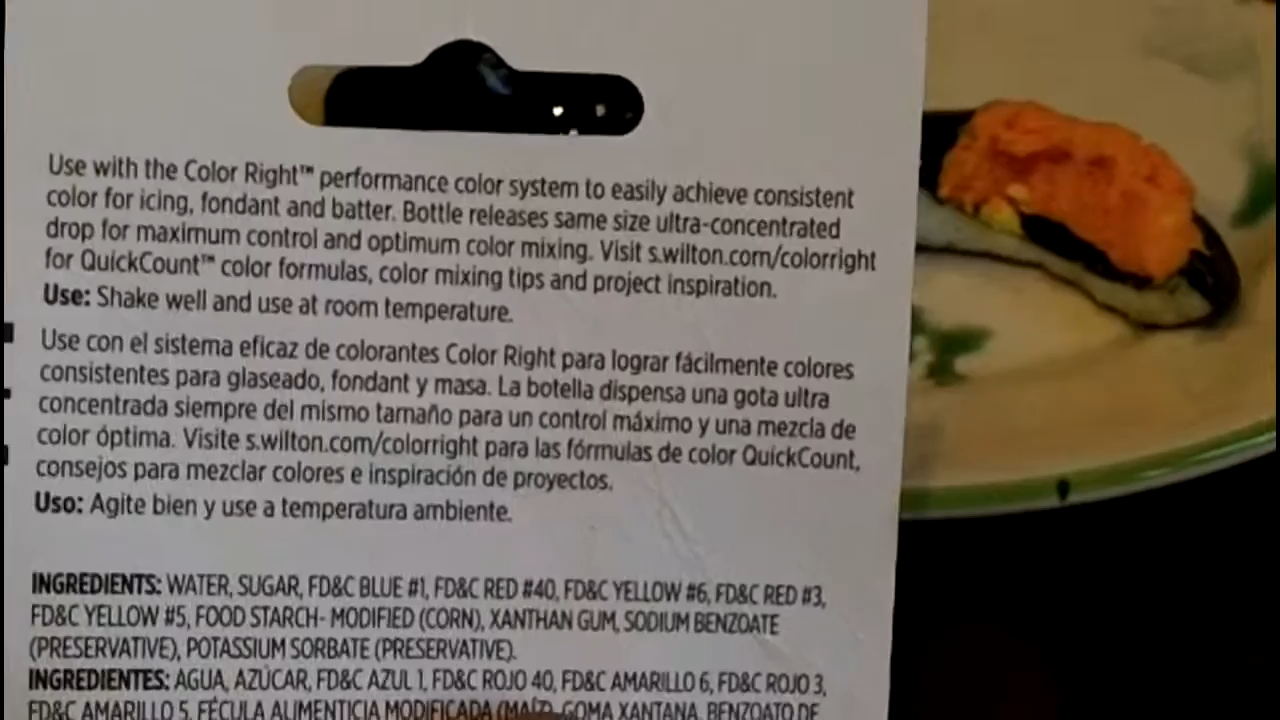 Use with the Color Right™ performance color system to easily achieve consistent
color for icing, fondant and batter. Bottle releases same size ultra-concentrated
drop for maximum control and optimum color mixing. Visit s.wilton.com/colorright
for QuickCount™ color formulas, color mixing tips and project inspiration.
Use: Shake well and use at room temperature.
Use con el sistema eficaz de colorantes Color Right para lograr fácilmente colores
consistentes para glaseado, fondant y masa. La botella dispensa una gota ultra
concentrada siempre del mismo tamaño para un control máximo y una mezcla de
color óptima. Visite s.wilton.com/colorright para las fórmulas de color QuickCount,
consejos para mezclar colores e inspiración de proyectos.
Uso: Agite bien y use a temperatura ambiente.
INGREDIENTS: WATER, SUGAR, FD&C BLUE #1, FD&C RED #40, FD&C YELLOW #6, FD&C RED #3,
FD&C YELLOW #5, FOOD STARCH- MODIFIED (CORN), XANTHAN GUM, SODIUM BENZOATE
(PRESERVATIVE), POTASSIUM SORBATE (PRESERVATIVE).
INGREDIENTES: AGUA, AZÚCAR, FD&C AZUL 1, FD&C ROJO 40, FD&C AMARILLO 6, FD&C ROJO 3,
FD&C AMARILLO 5, FÉCULA ALIMENTICIA MODIFICADA (MAÍZ), GOMA XANTANA, BENZOATO DE